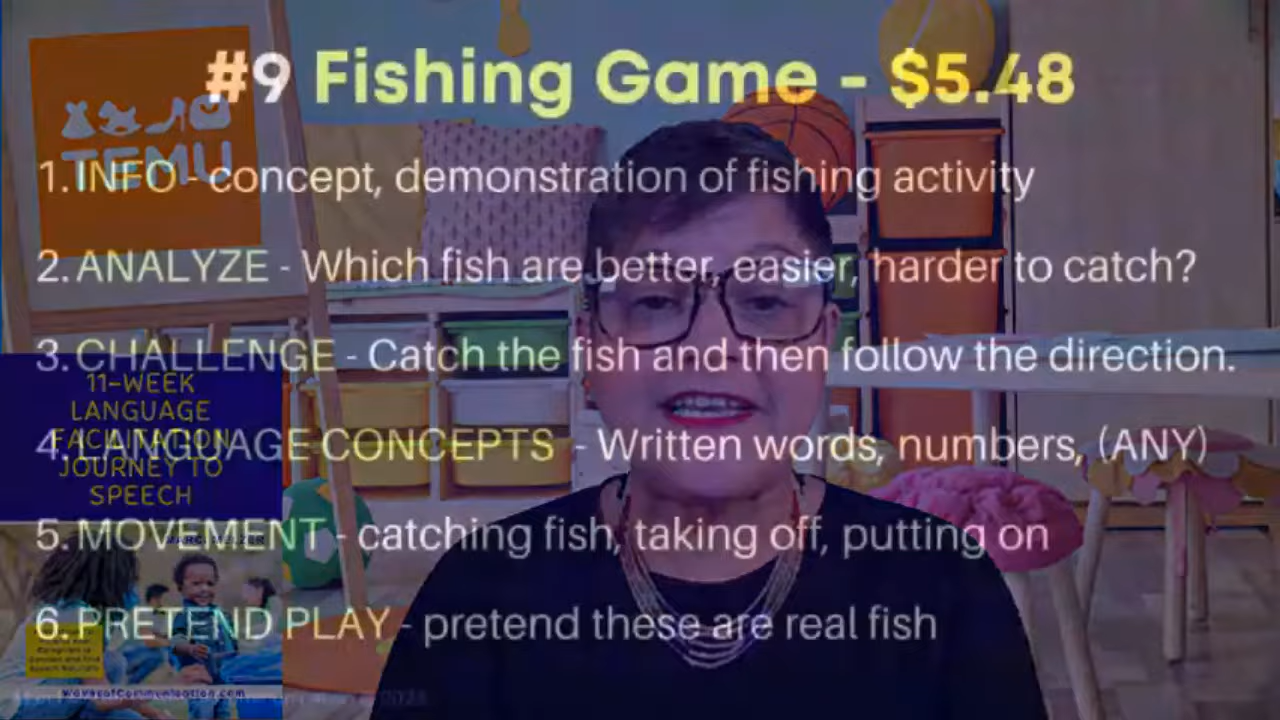 #9 Fishing Game - $5.48
TEMU
1. INFO - concept, demonstration of fishing activity
2. ANALYZE - Which fish are better, easier, harder to catch?
3. CHALLENGE - Catch the fish and then follow the direction.
11-WEEK
LANGUAGE
FACILITATION
JOURNEY TO
SPEECH
4. LANGUAGE CONCEPTS - Written words, numbers, (ANY)
5. MOVEMENT - catching fish, taking off, putting on
6. PRETEND PLAY - pretend these are real fish
WavesofCommunication.com